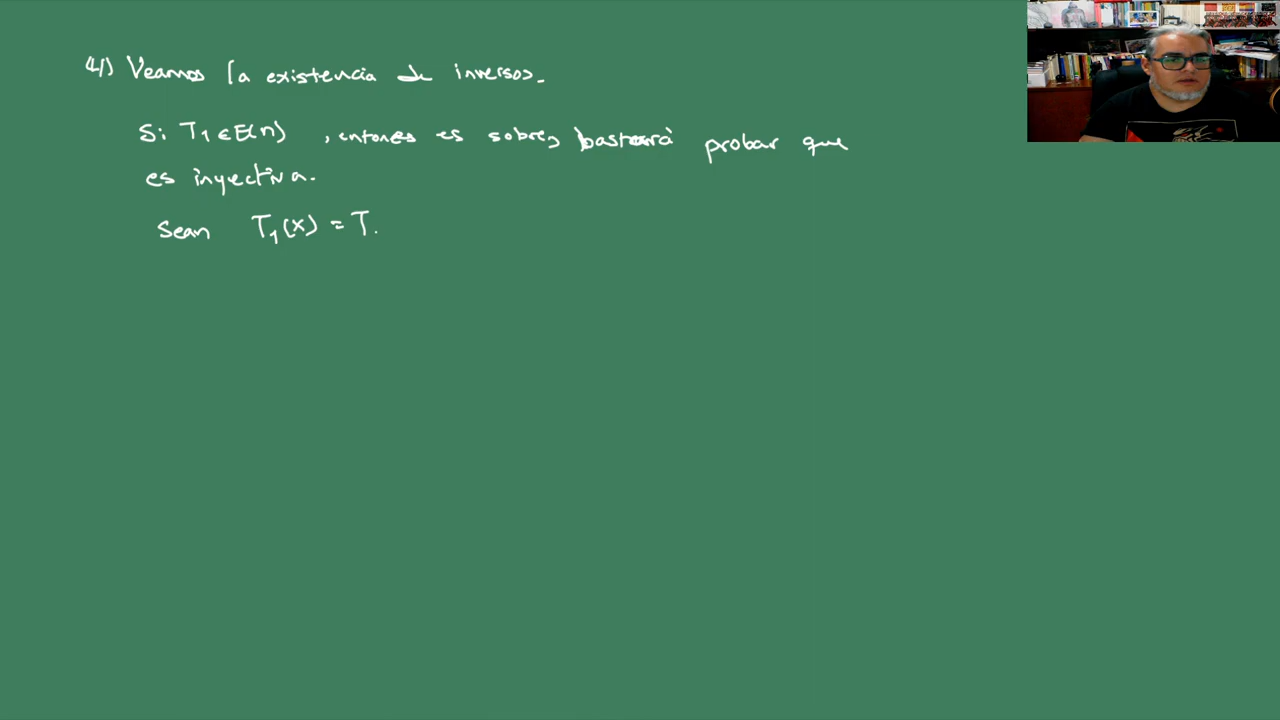 4) Veamos la existencia de inversos.
Si T₁ ∈ E(n) , entonces es sobre, bastará probar que
es inyectiva.
Sean T₁(x) = T.